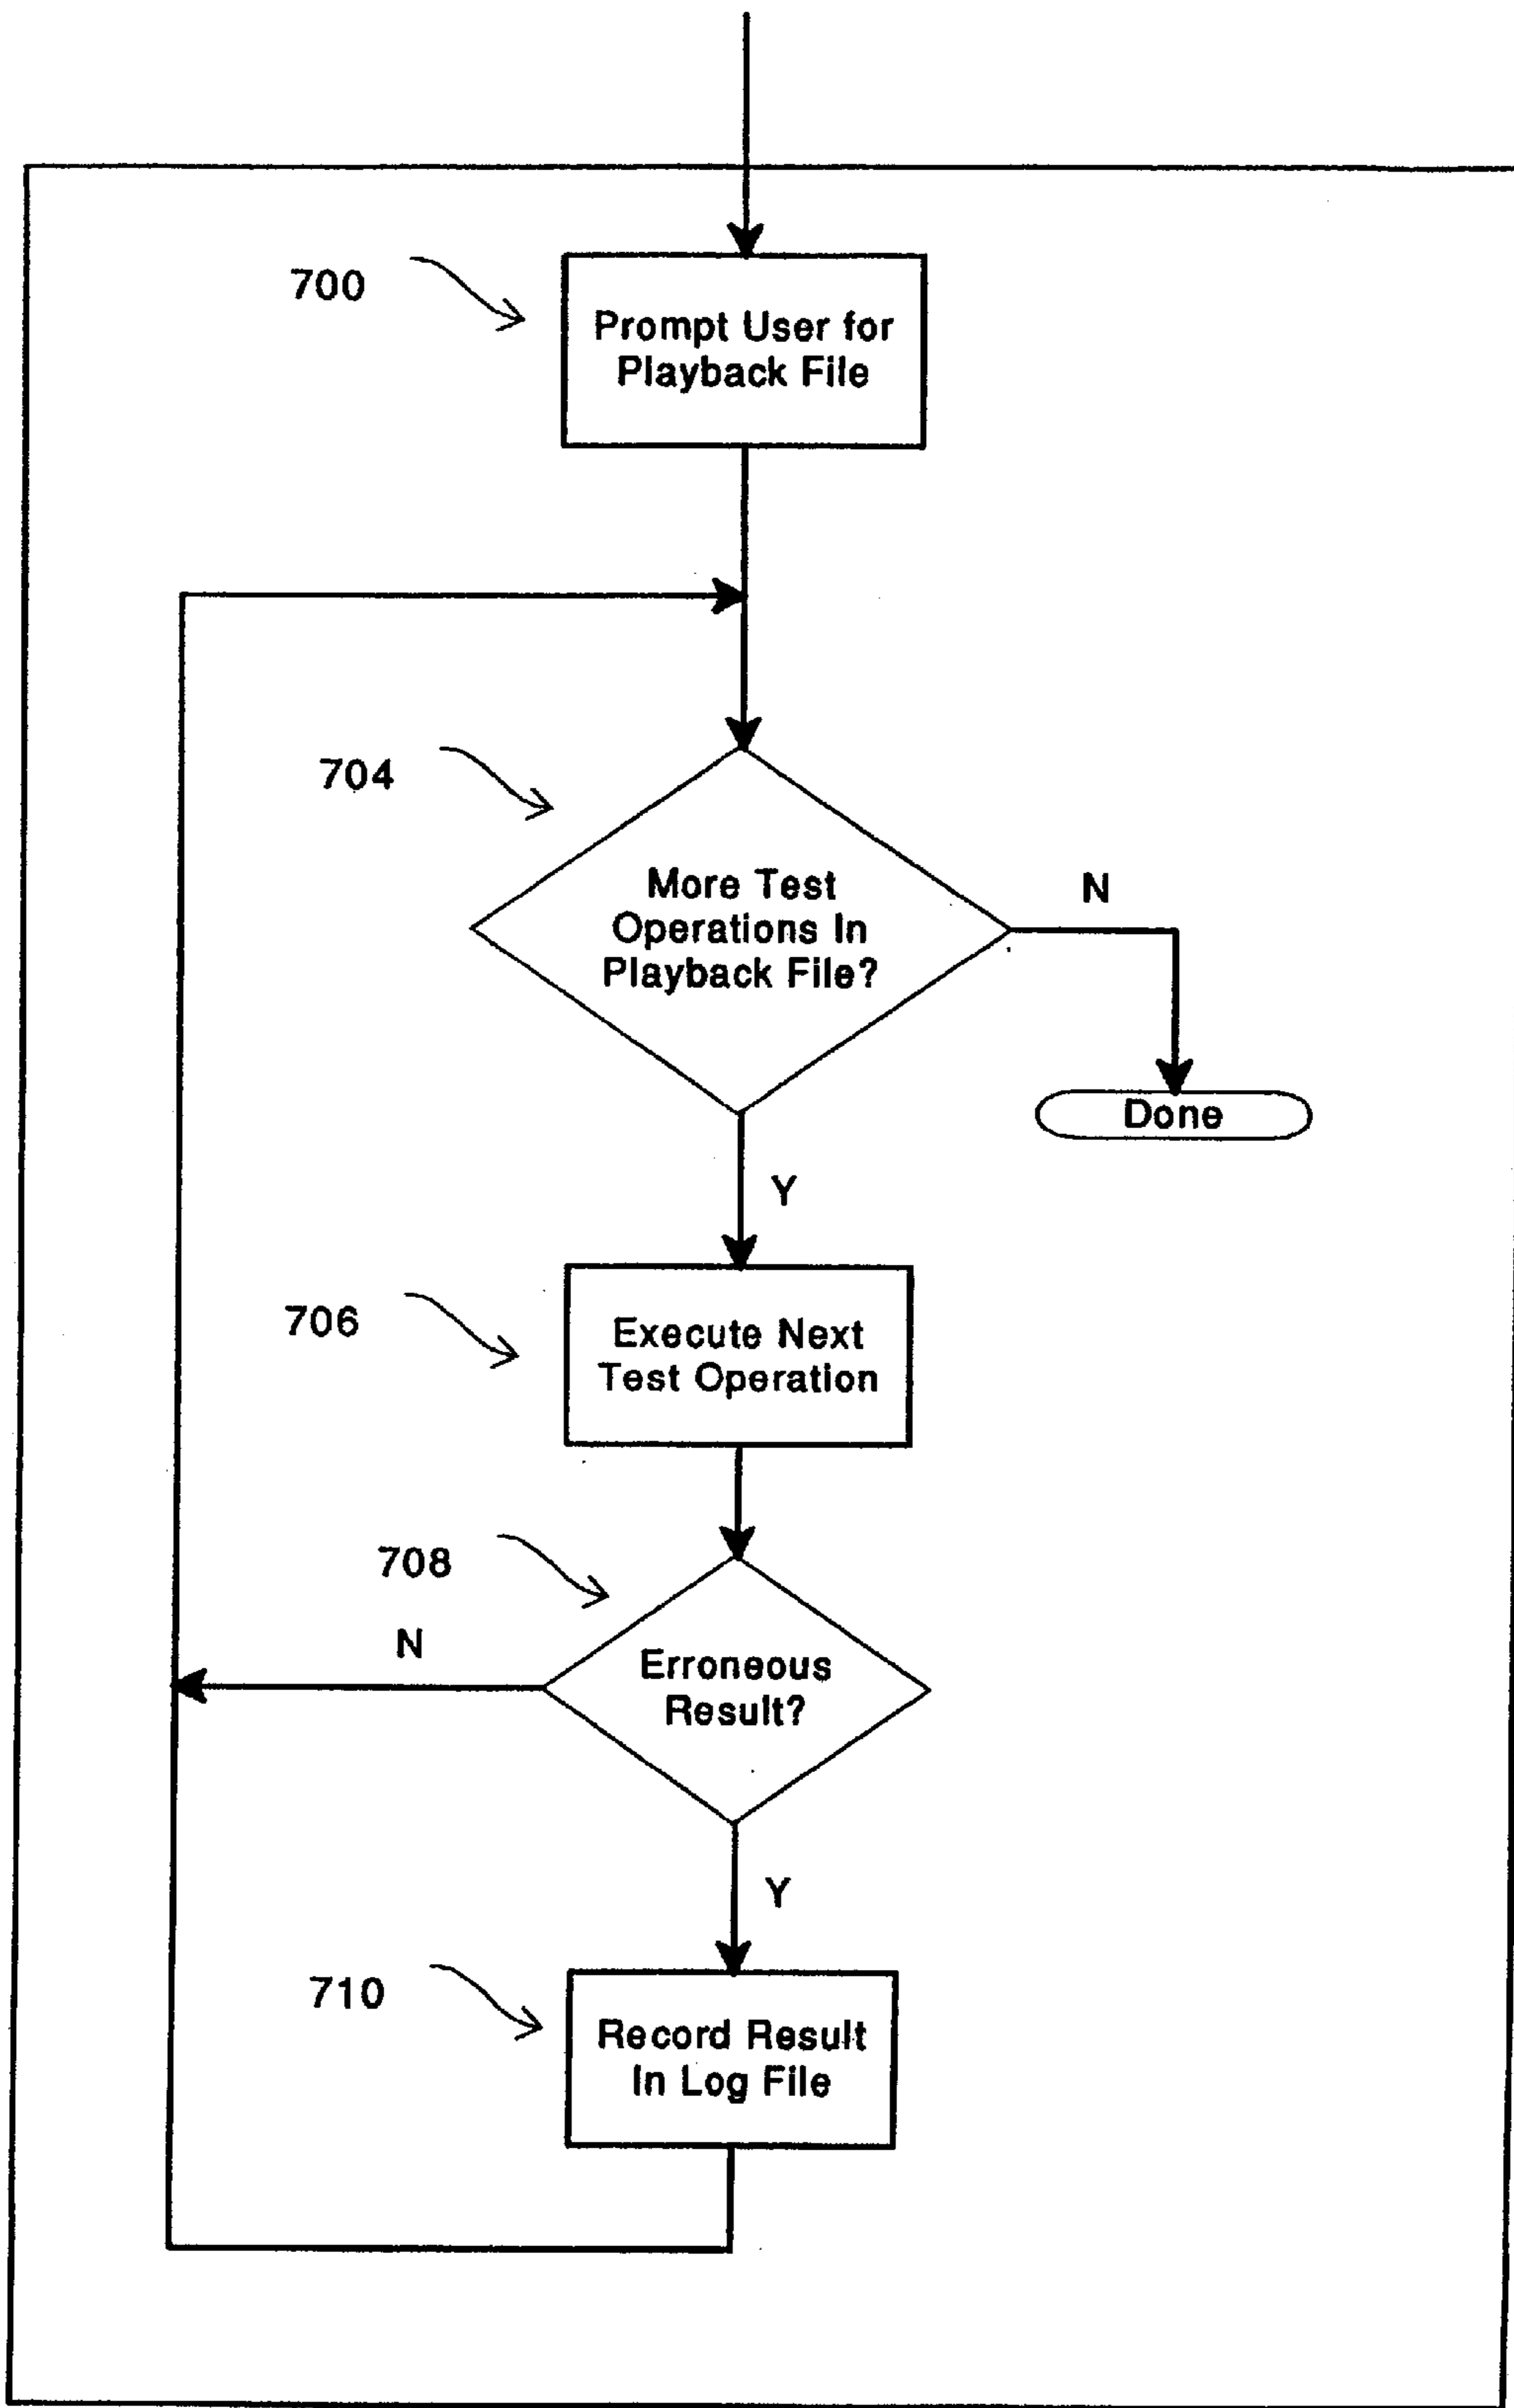 700
Prompt User for
Playback File
704
More Test
Operations In
Playback File?
N
Done
Y
706
Execute Next
Test Operation
708
N
Erroneous
Result?
Y
710
Record Result
In Log File